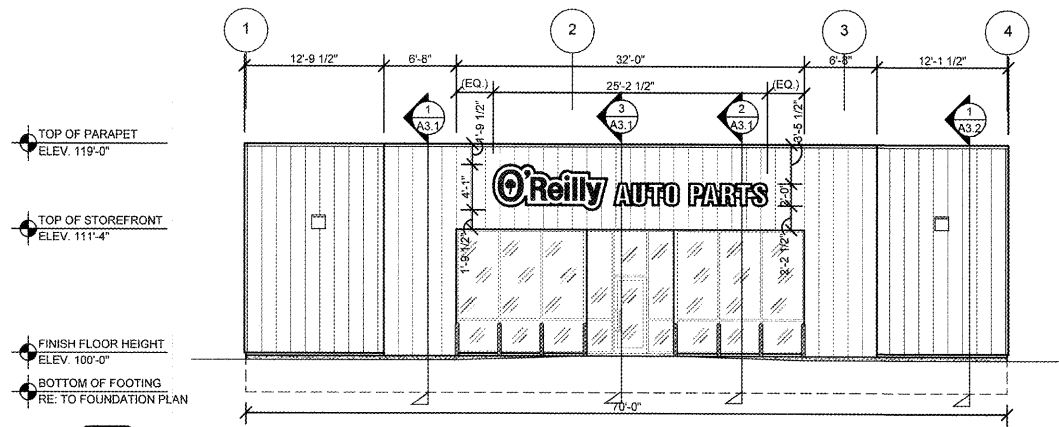 1
2
3
4
12'-9 1/2"
6'-8"
32'-0"
6'-8"
12'-1 1/2"
(EQ.)
25'-2 1/2"
(EQ.)
1
A3.1
3
A3.1
2
A3.1
1
A3.2
TOP OF PARAPET
ELEV. 119'-0"
1'-9 1/2"
3'-5 1/2"
4'-1"
2'-0"
O'Reilly AUTO PARTS
TOP OF STOREFRONT
ELEV. 111'-4"
1'-9 1/2"
2'-2 1/2"
FINISH FLOOR HEIGHT
ELEV. 100'-0"
BOTTOM OF FOOTING
RE: TO FOUNDATION PLAN
70'-0"